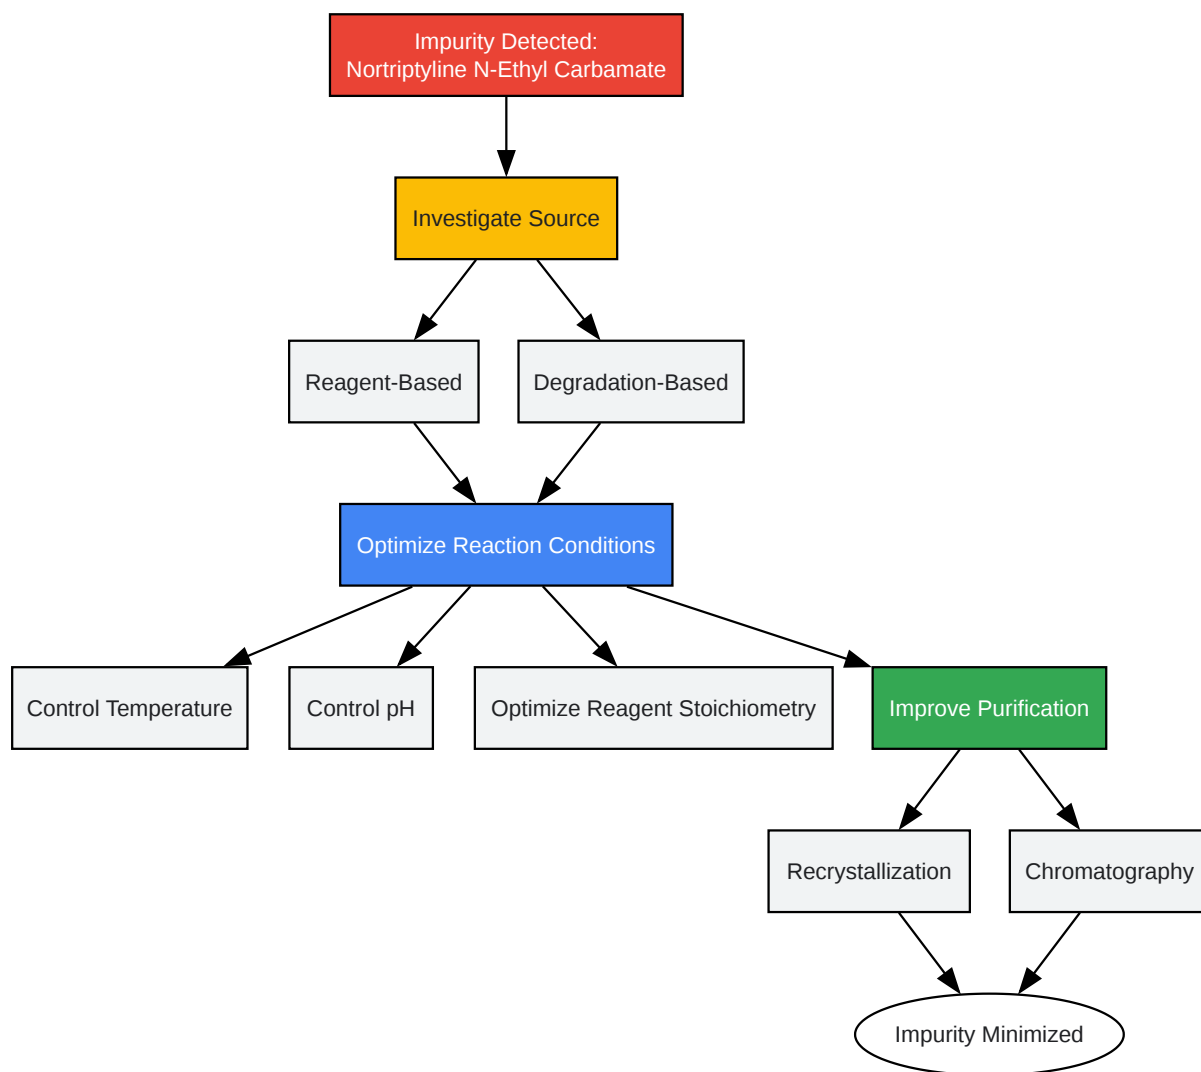 Impurity Detected:
Nortriptyline N-Ethyl Carbamate
Investigate Source
Reagent-Based
Degradation-Based
Optimize Reaction Conditions
Control Temperature
Control pH
Optimize Reagent Stoichiometry
Improve Purification
Recrystallization
Chromatography
Impurity Minimized